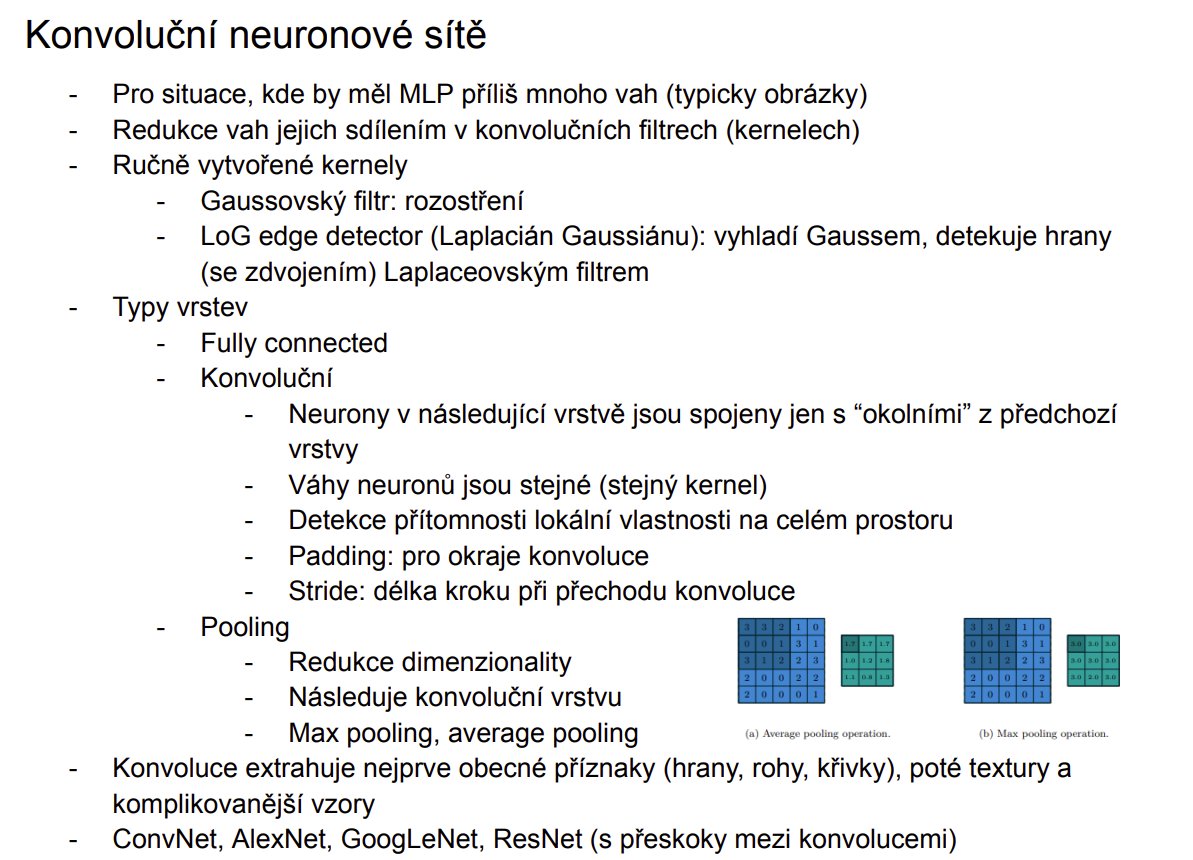 Konvoluční neuronové sítě
- Pro situace, kde by měl MLP příliš mnoho vah (typicky obrázky)
- Redukce vah jejich sdílením v konvolučních filtrech (kernelech)
- Ručně vytvořené kernely
- Gaussovský filtr: rozostření
- LoG edge detector (Laplacián Gaussiánu): vyhladí Gaussem, detekuje hrany
(se zdvojením) Laplaceovským filtrem
- Typy vrstev
- Fully connected
- Konvoluční
- Neurony v následující vrstvě jsou spojeny jen s “okolními” z předchozí
vrstvy
- Váhy neuronů jsou stejné (stejný kernel)
- Detekce přítomnosti lokální vlastnosti na celém prostoru
- Padding: pro okraje konvoluce
- Stride: délka kroku při přechodu konvoluce
- Pooling
- Redukce dimenzionality
- Následuje konvoluční vrstvu
- Max pooling, average pooling
3 3 2 1 0
0 0 1 3 1
3 1 2 2 3
2 0 0 2 2
2 0 0 0 1
1.7 1.7 1.7
1.0 1.2 1.8
1.1 0.8 1.3
(a) Average pooling operation.
3 3 2 1 0
0 0 1 3 1
3 1 2 2 3
2 0 0 2 2
2 0 0 0 1
3.0 3.0 3.0
3.0 3.0 3.0
3.0 2.0 3.0
(b) Max pooling operation.
- Konvoluce extrahuje nejprve obecné příznaky (hrany, rohy, křivky), poté textury a
komplikovanější vzory
- ConvNet, AlexNet, GoogLeNet, ResNet (s přeskoky mezi konvolucemi)